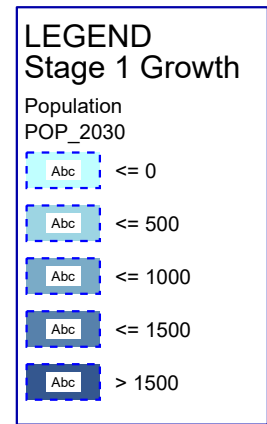 LEGEND
Stage 1 Growth
Population
POP_2030
Abc <= 0
Abc <= 500
Abc <= 1000
Abc <= 1500
Abc > 1500